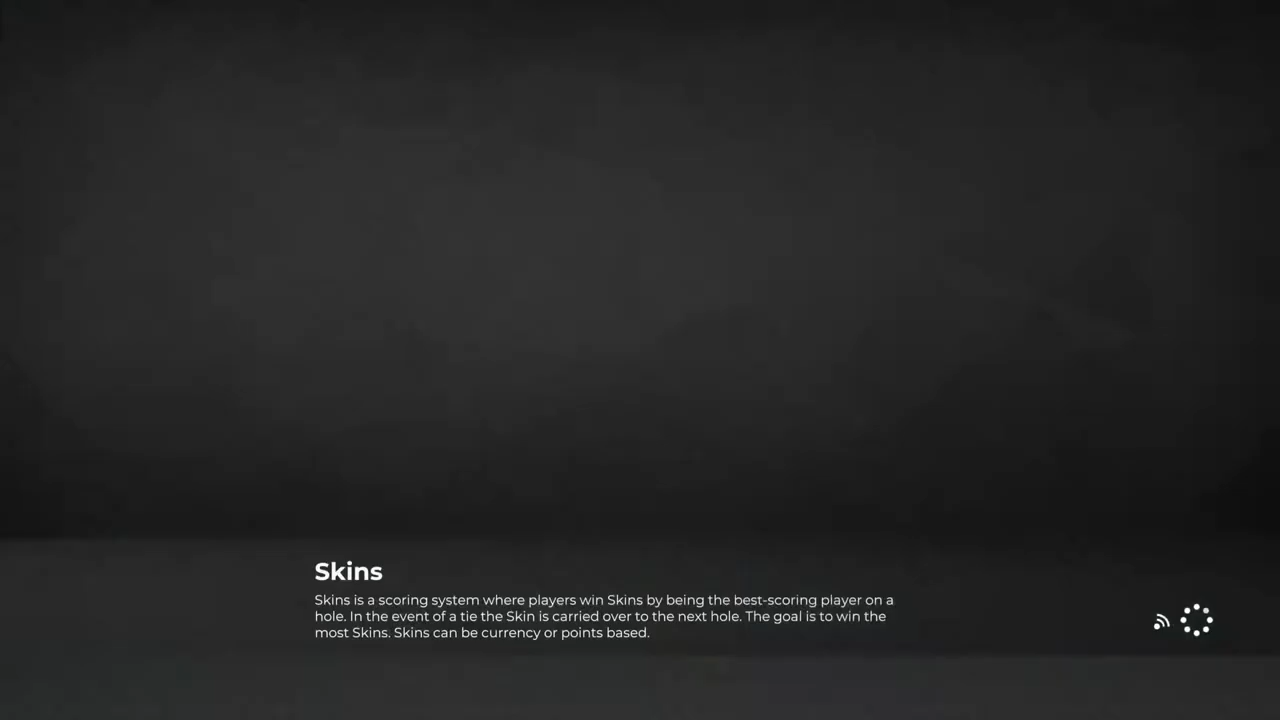 Skins
Skins is a scoring system where players win Skins by being the best-scoring player on a
hole. In the event of a tie the Skin is carried over to the next hole. The goal is to win the
most Skins. Skins can be currency or points based.